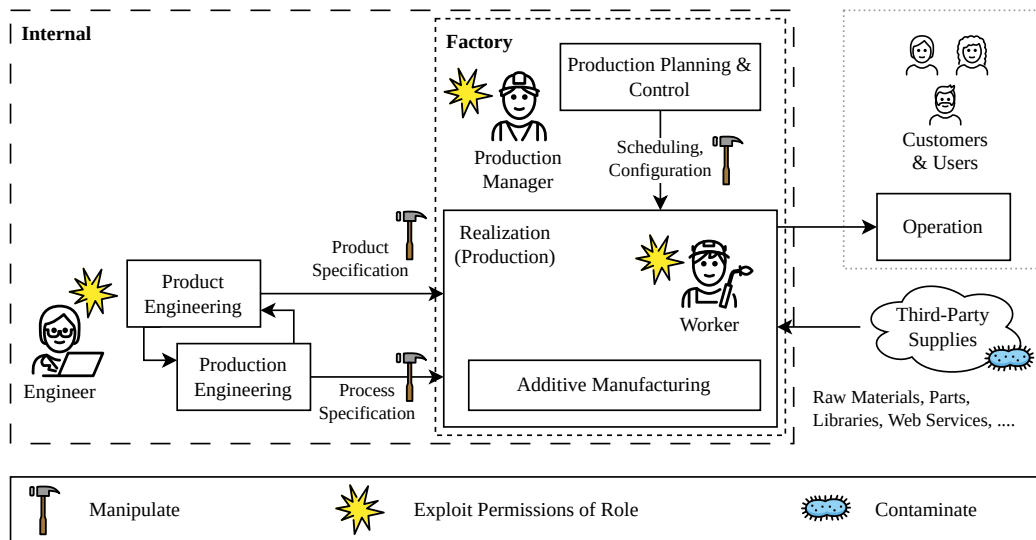 Internal
Factory
Production Planning &
Control
Production
Manager
Scheduling,
Configuration
Customers
& Users
Operation
Realization
(Production)
Worker
Product
Specification
Product
Engineering
Production
Engineering
Engineer
Process
Specification
Additive Manufacturing
Third-Party
Supplies
Raw Materials, Parts,
Libraries, Web Services, ....
Manipulate
Exploit Permissions of Role
Contaminate